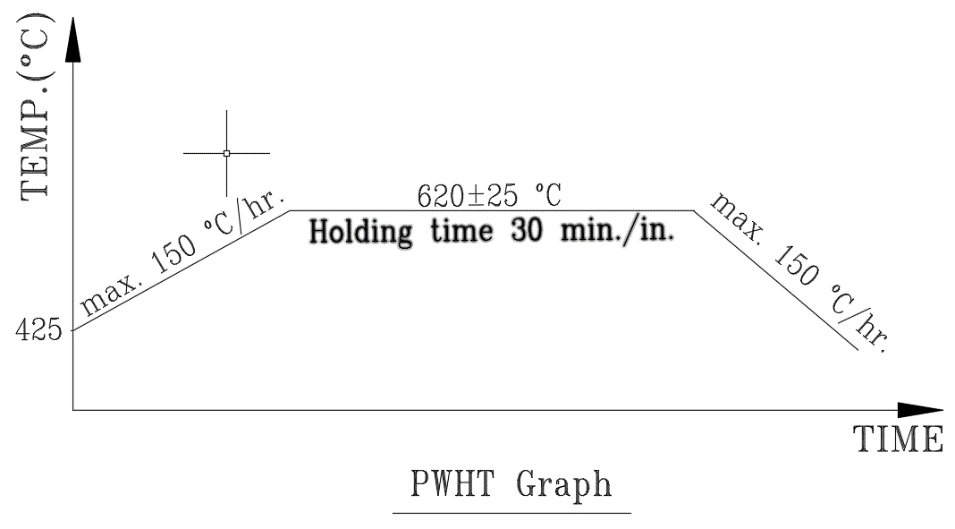 TEMP.(°C)
620±25 °C
max. 150 °C/hr.
Holding time 30 min./in.
max. 150 °C/hr.
425
TIME
PWHT Graph